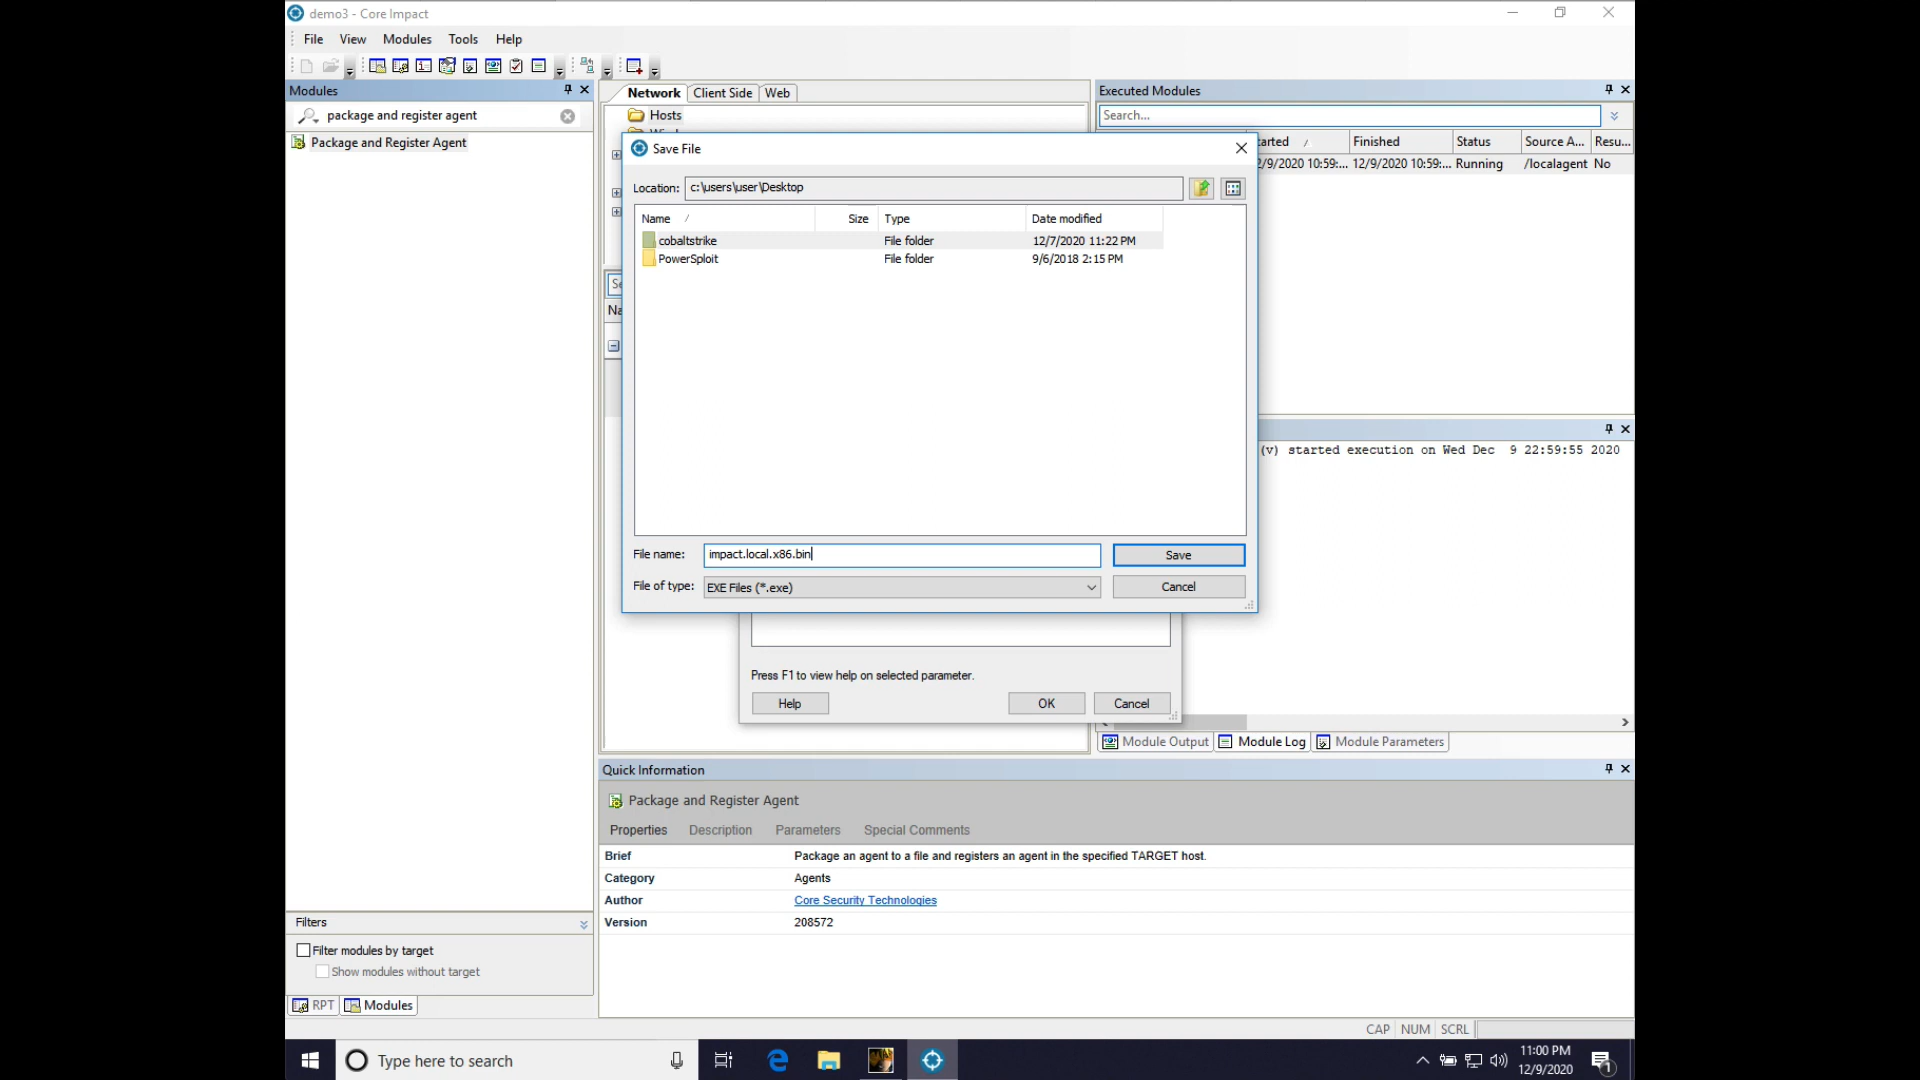 demo3 - Core Impact
File View Modules Tools Help
Modules
package and register agent
Package and Register Agent
Network Client Side Web
Hosts
Executed Modules
Search...
Finished Status Source A... Resu...
12/9/2020 10:59:... Running /localagent No
Save File
Location: c:\users\user\Desktop
Name Size Type Date modified
cobaltstrike File folder 12/7/2020 11:22 PM
PowerSploit File folder 9/6/2018 2:15 PM
File name: impact.local.x86.bin Save
File of type: EXE Files (*.exe) Cancel
(v) started execution on Wed Dec 9 22:59:55 2020
Press F1 to view help on selected parameter.
Help OK Cancel
Module Output Module Log Module Parameters
Quick Information
Package and Register Agent
Properties Description Parameters Special Comments
Brief Package an agent to a file and registers an agent in the specified TARGET host.
Category Agents
Author Core Security Technologies
Version 208572
Filters
Filter modules by target
Show modules without target
RPT Modules
CAP NUM SCRL
Type here to search
11:00 PM
12/9/2020
1